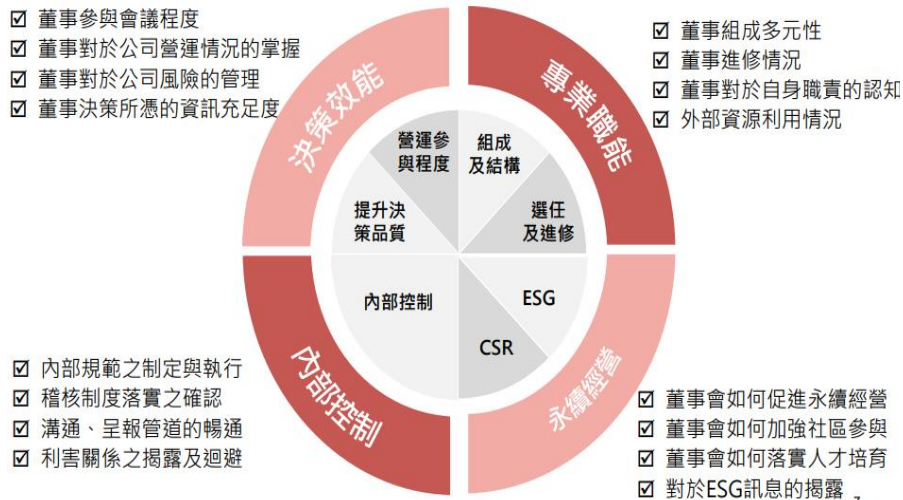 ☑ 董事參與會議程度
☑ 董事對於公司營運情況的掌握
☑ 董事對於公司風險的管理
☑ 董事決策所憑的資訊充足度
☑ 董事組成多元性
☑ 董事進修情況
☑ 董事對於自身職責的認知
☑ 外部資源利用情況
決策效能
專業職能
營運參
與程度
組成
及結構
提升決
策品質
選任
及進修
內部控制
ESG
CSR
內部控制
永續經營
☑ 內部規範之制定與執行
☑ 稽核制度落實之確認
☑ 溝通、呈報管道的暢通
☑ 利害關係之揭露及迴避
☑ 董事會如何促進永續經營
☑ 董事會如何加強社區參與
☑ 董事會如何落實人才培育
☑ 對於ESG訊息的揭露